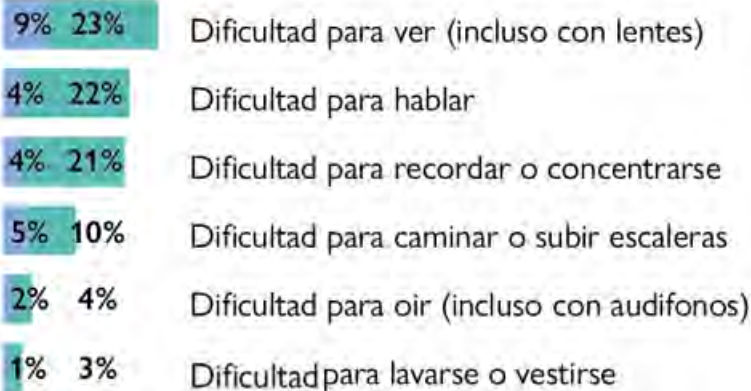 9% 23% Dificultad para ver (incluso con lentes)
4% 22% Dificultad para hablar
4% 21% Dificultad para recordar o concentrarse
5% 10% Dificultad para caminar o subir escaleras
2% 4% Dificultad para oir (incluso con audifonos)
1% 3% Dificultad para lavarse o vestirse